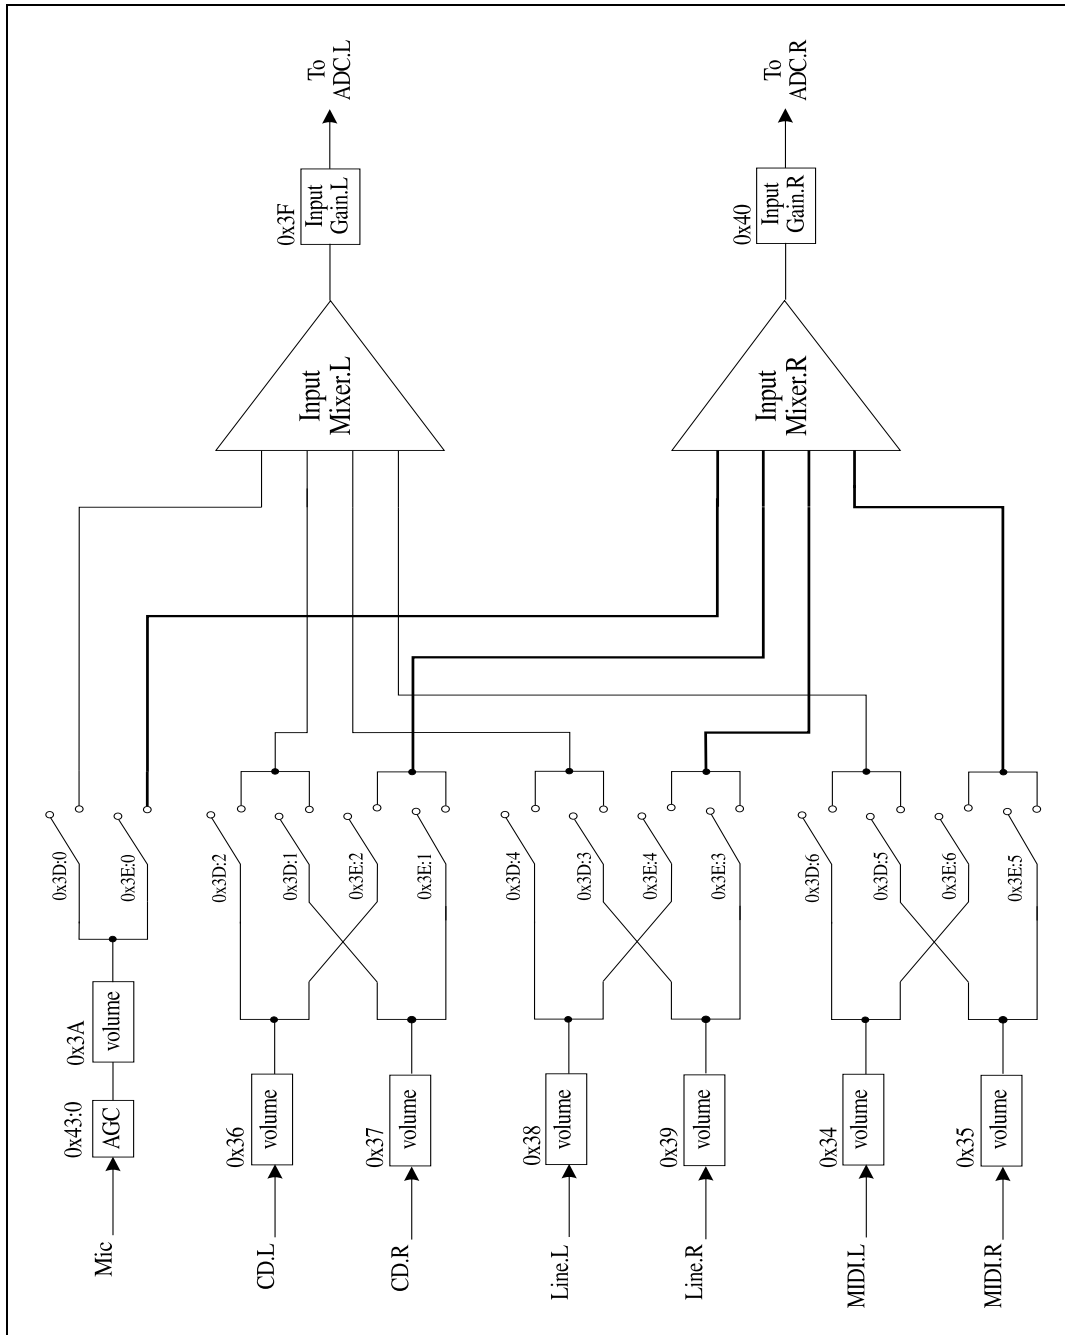 Mic
0x43:0
AGC
0x3A
volume
0x3D:0
0x3E:0
CD.L
0x36
volume
CD.R
0x37
volume
0x3D:2
0x3D:1
0x3E:2
0x3E:1
Line.L
0x38
volume
Line.R
0x39
volume
0x3D:4
0x3D:3
0x3E:4
0x3E:3
MIDI.L
0x34
volume
MIDI.R
0x35
volume
0x3D:6
0x3D:5
0x3E:6
0x3E:5
Input
Mixer.L
0x3F
Input
Gain.L
To
ADC.L
Input
Mixer.R
0x40
Input
Gain.R
To
ADC.R